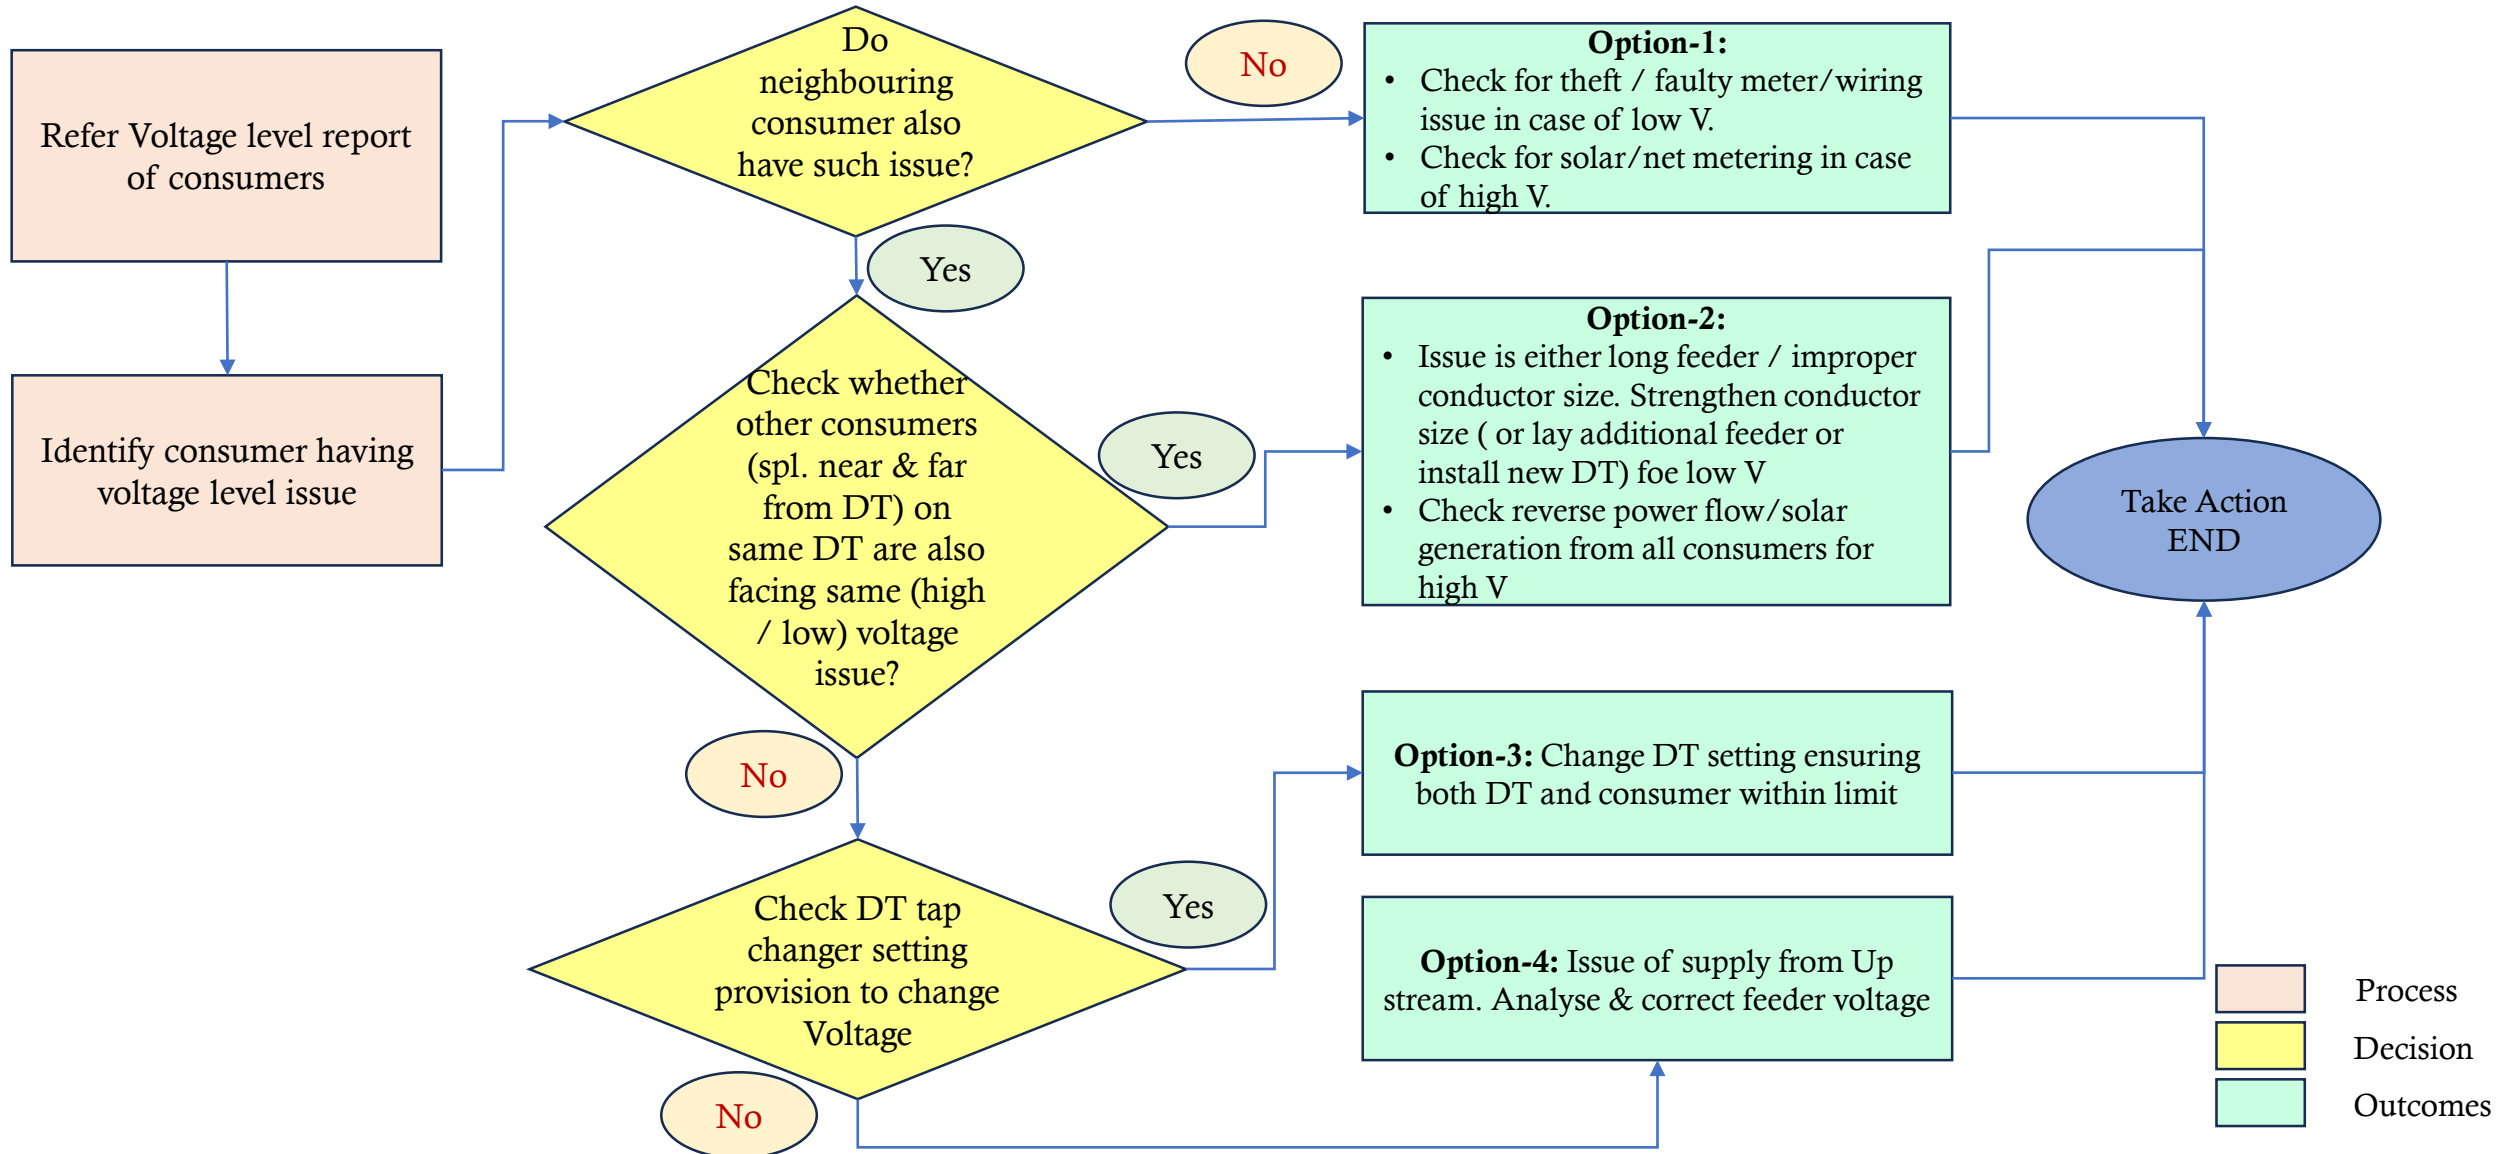 Refer Voltage level report
of consumers
Identify consumer having
voltage level issue
Do
neighbouring
consumer also
have such issue?
No
Yes
Option-1:
• Check for theft / faulty meter/wiring
issue in case of low V.
• Check for solar/net metering in case
of high V.
Check whether
other consumers
(spl. near & far
from DT) on
same DT are also
facing same (high
/ low) voltage
issue?
Yes
No
Option-2:
• Issue is either long feeder / improper
conductor size. Strengthen conductor
size ( or lay additional feeder or
install new DT) foe low V
• Check reverse power flow/solar
generation from all consumers for
high V
Check DT tap
changer setting
provision to change
Voltage
Yes
No
Option-3: Change DT setting ensuring
both DT and consumer within limit
Option-4: Issue of supply from Up
stream. Analyse & correct feeder voltage
Take Action
END
Process
Decision
Outcomes